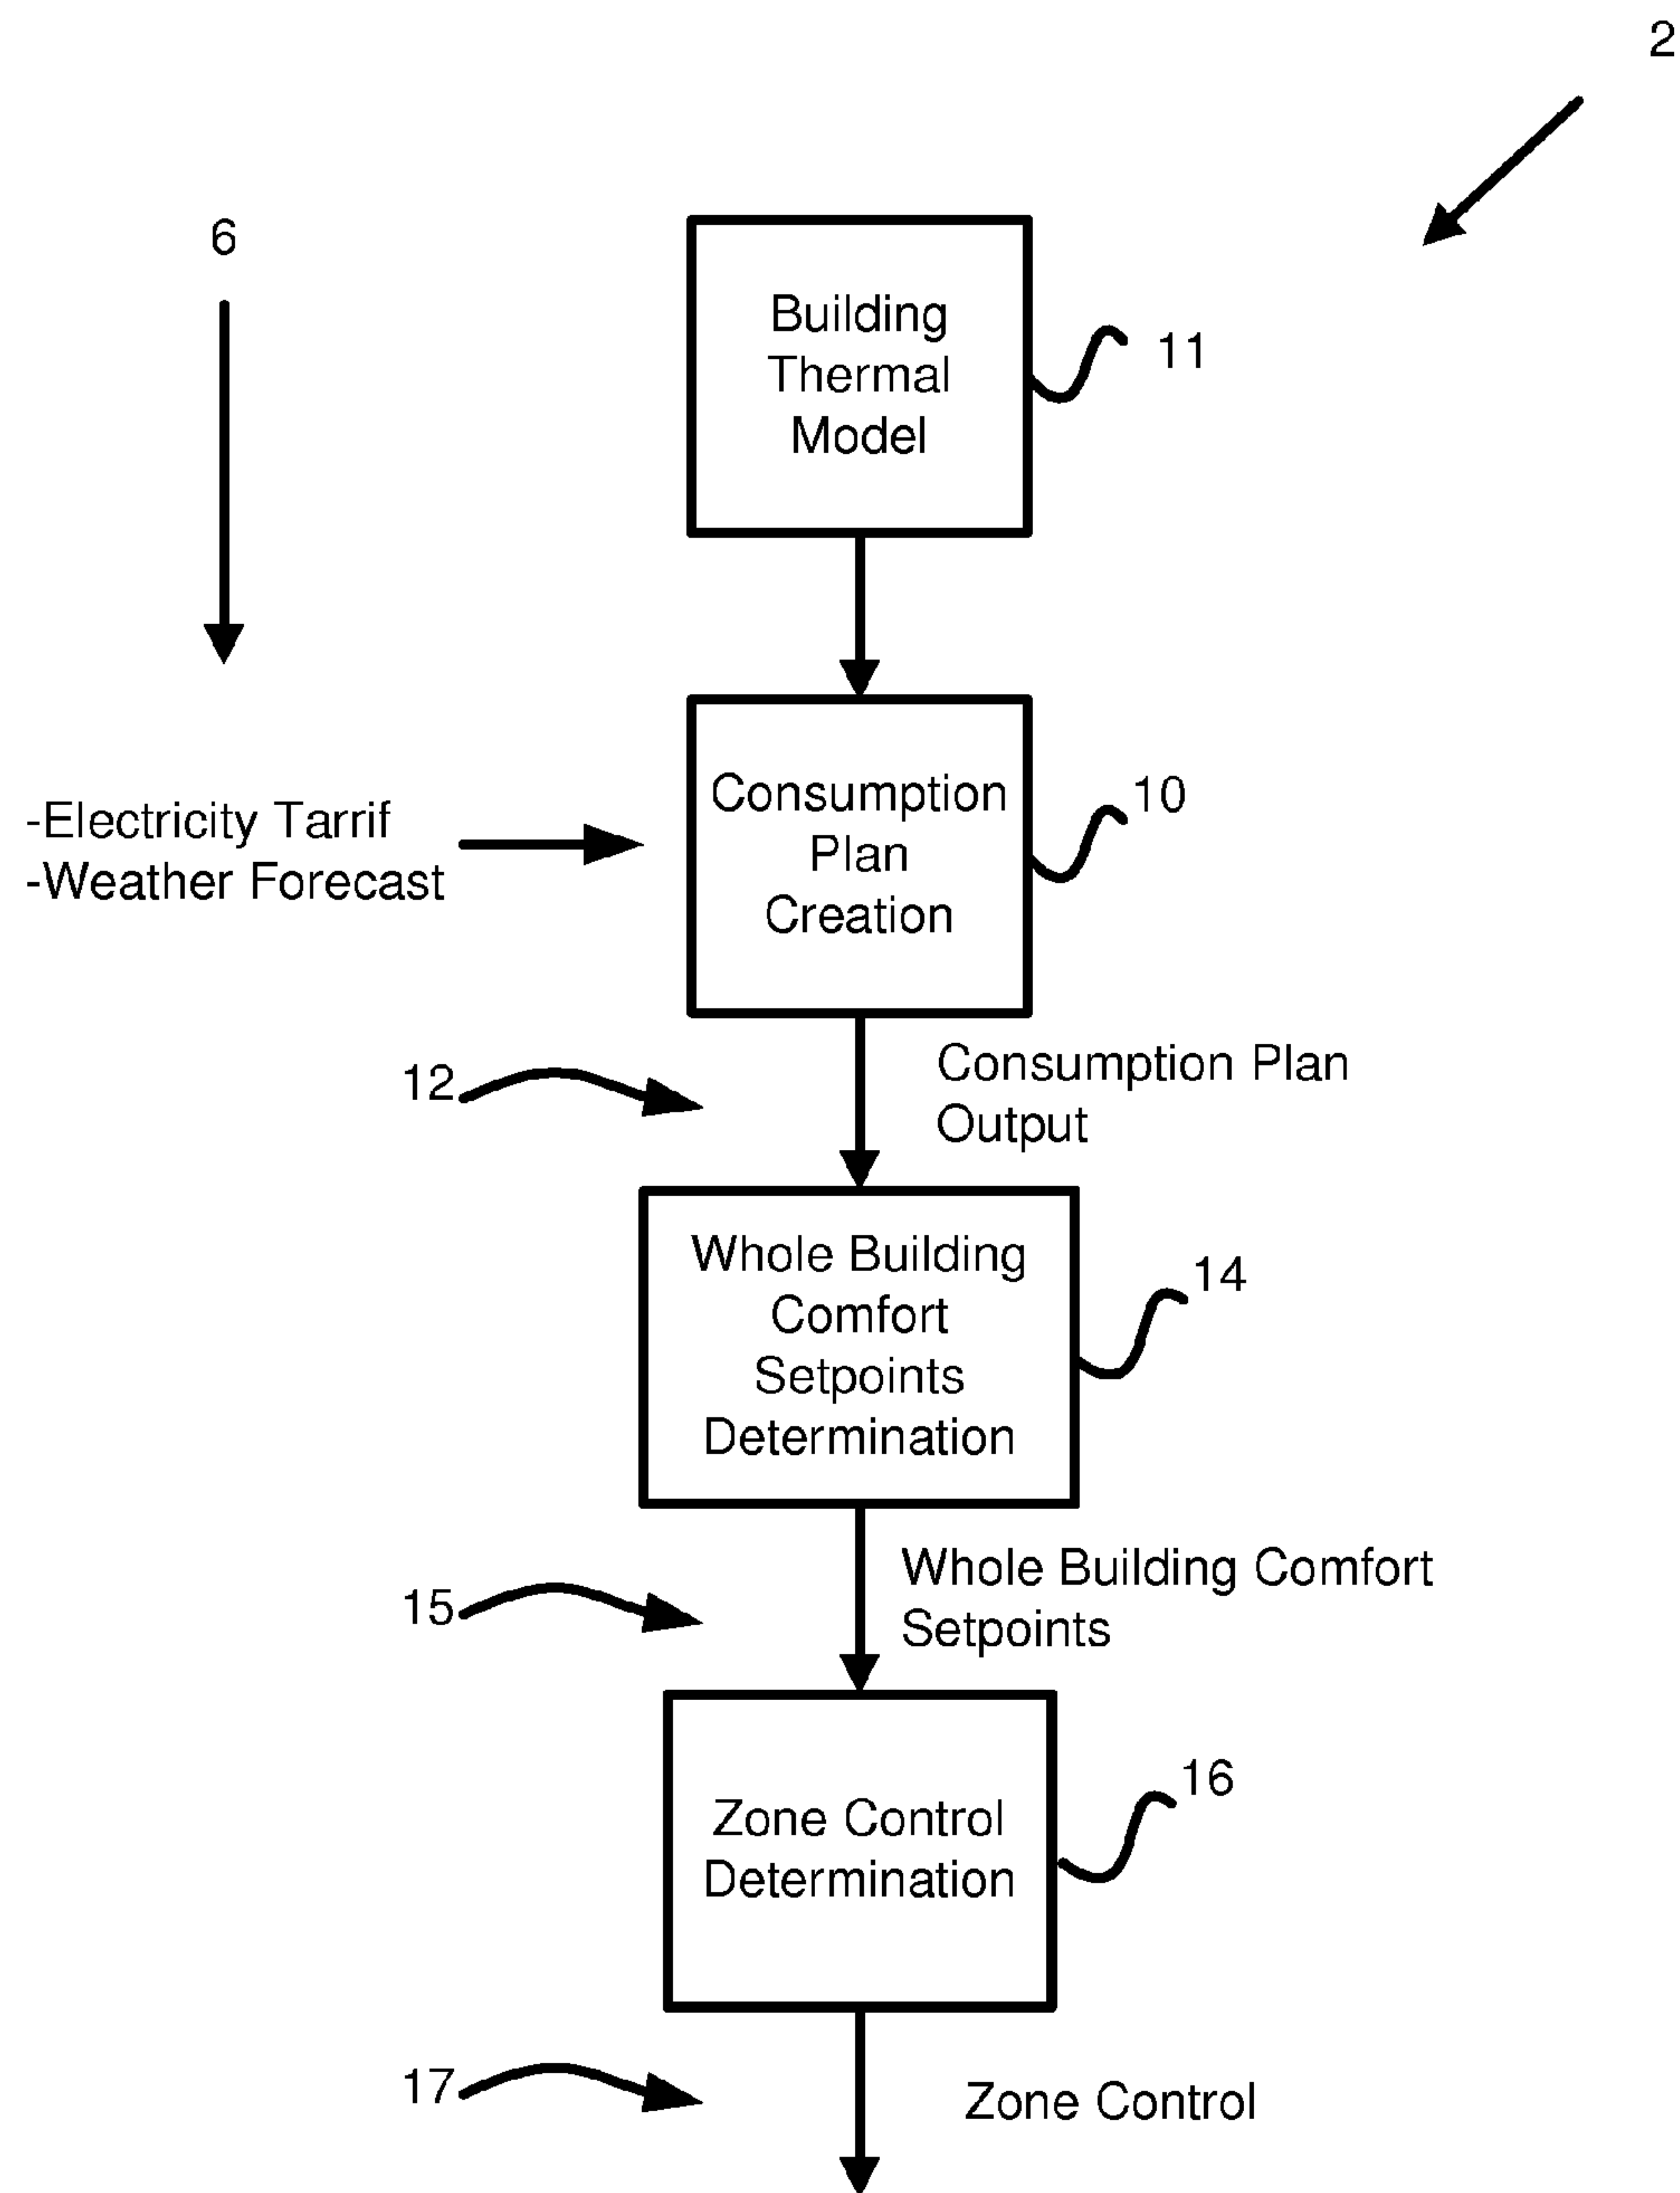 2
6
Building
Thermal
Model
11
-Electricity Tarrif
-Weather Forecast
Consumption
Plan
Creation
10
12
Consumption Plan
Output
Whole Building
Comfort
Setpoints
Determination
14
15
Whole Building Comfort
Setpoints
Zone Control
Determination
16
17
Zone Control